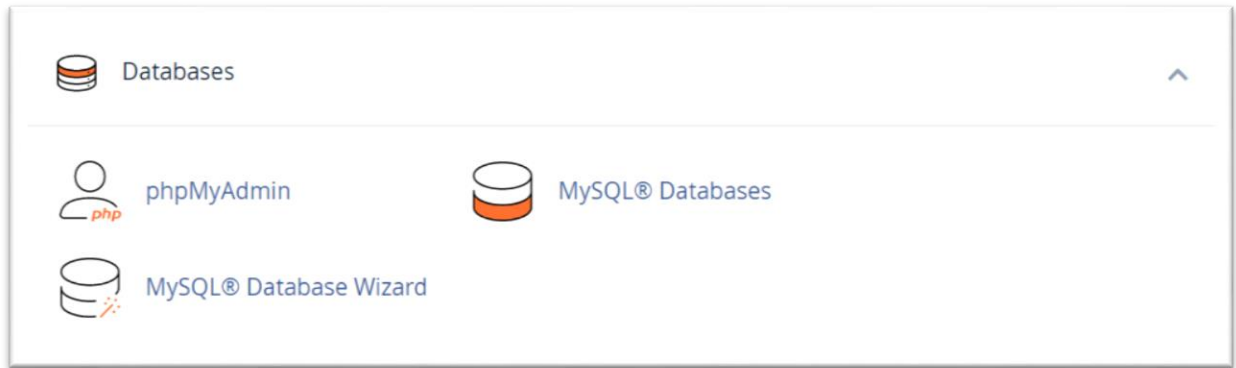 Databases
phpMyAdmin
php
MySQL® Databases
MySQL® Database Wizard